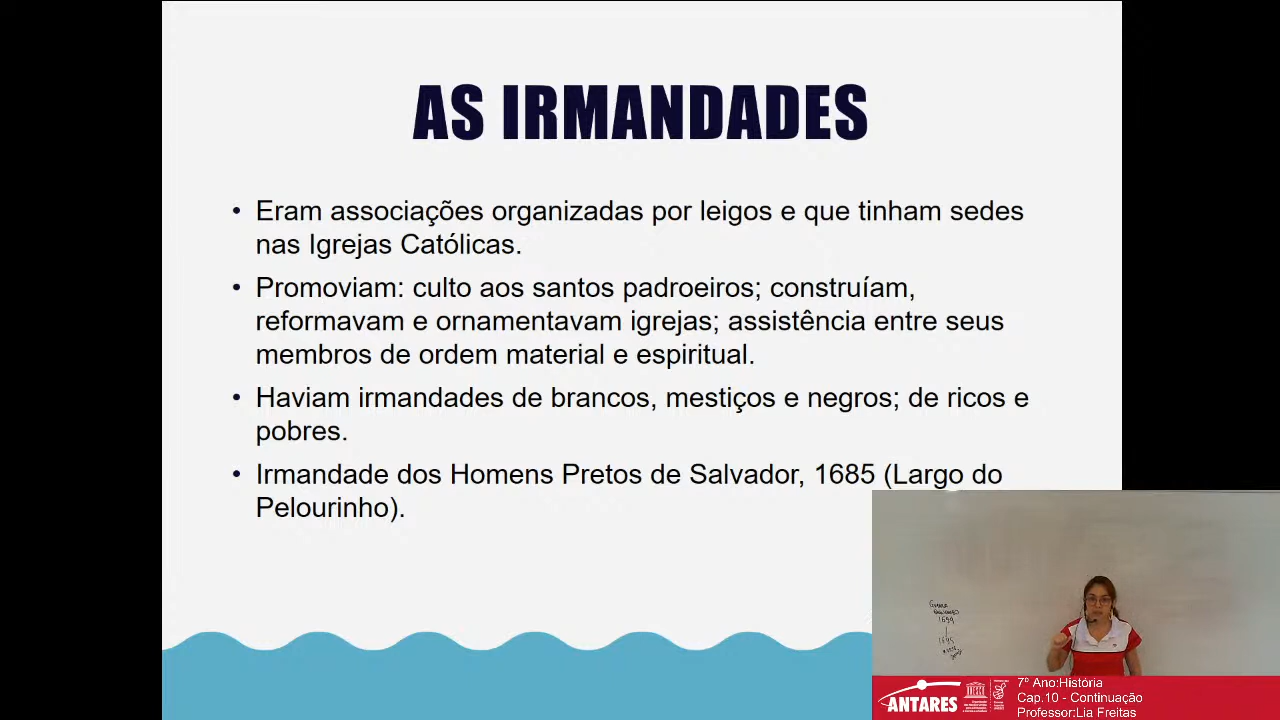 AS IRMANDADES
• Eram associações organizadas por leigos e que tinham sedes
nas Igrejas Católicas.
• Promoviam: culto aos santos padroeiros; construíam,
reformavam e ornamentavam igrejas; assistência entre seus
membros de ordem material e espiritual.
• Haviam irmandades de brancos, mestiços e negros; de ricos e
pobres.
• Irmandade dos Homens Pretos de Salvador, 1685 (Largo do
Pelourinho).
ANTARES
7º Ano:História
Cap.10 - Continuação
Professor:Lia Freitas